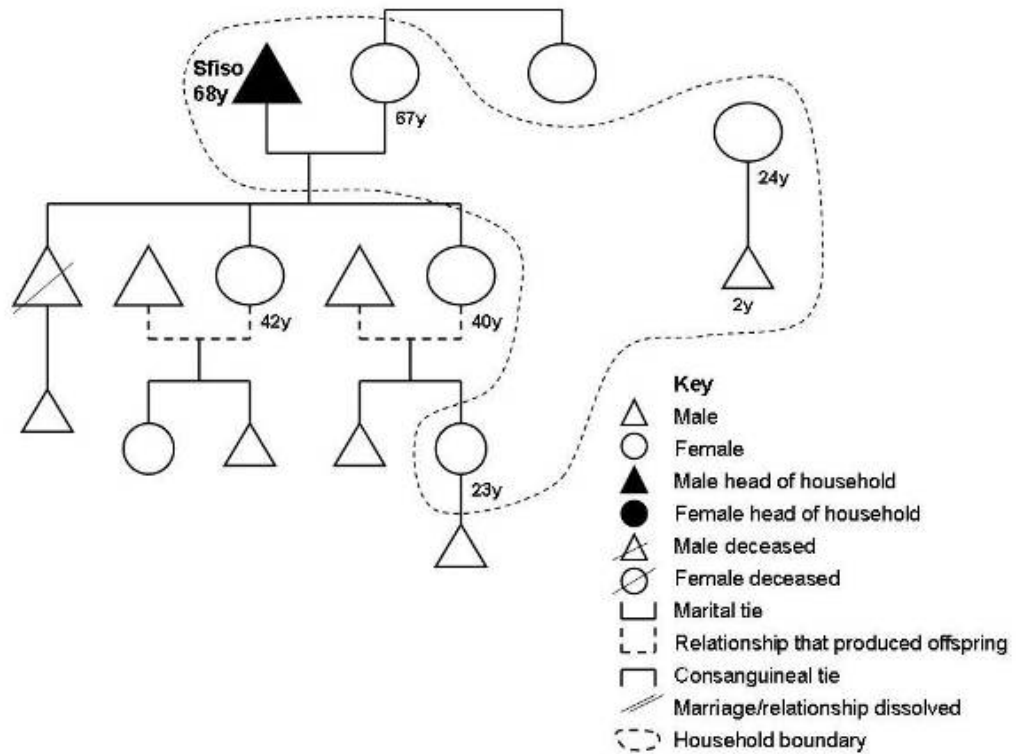 Sfiso
68y
67y
24y
2y
42y
40y
23y
Key
Male
Female
Male head of household
Female head of household
Male deceased
Female deceased
Marital tie
Relationship that produced offspring
Consanguineal tie
Marriage/relationship dissolved
Household boundary